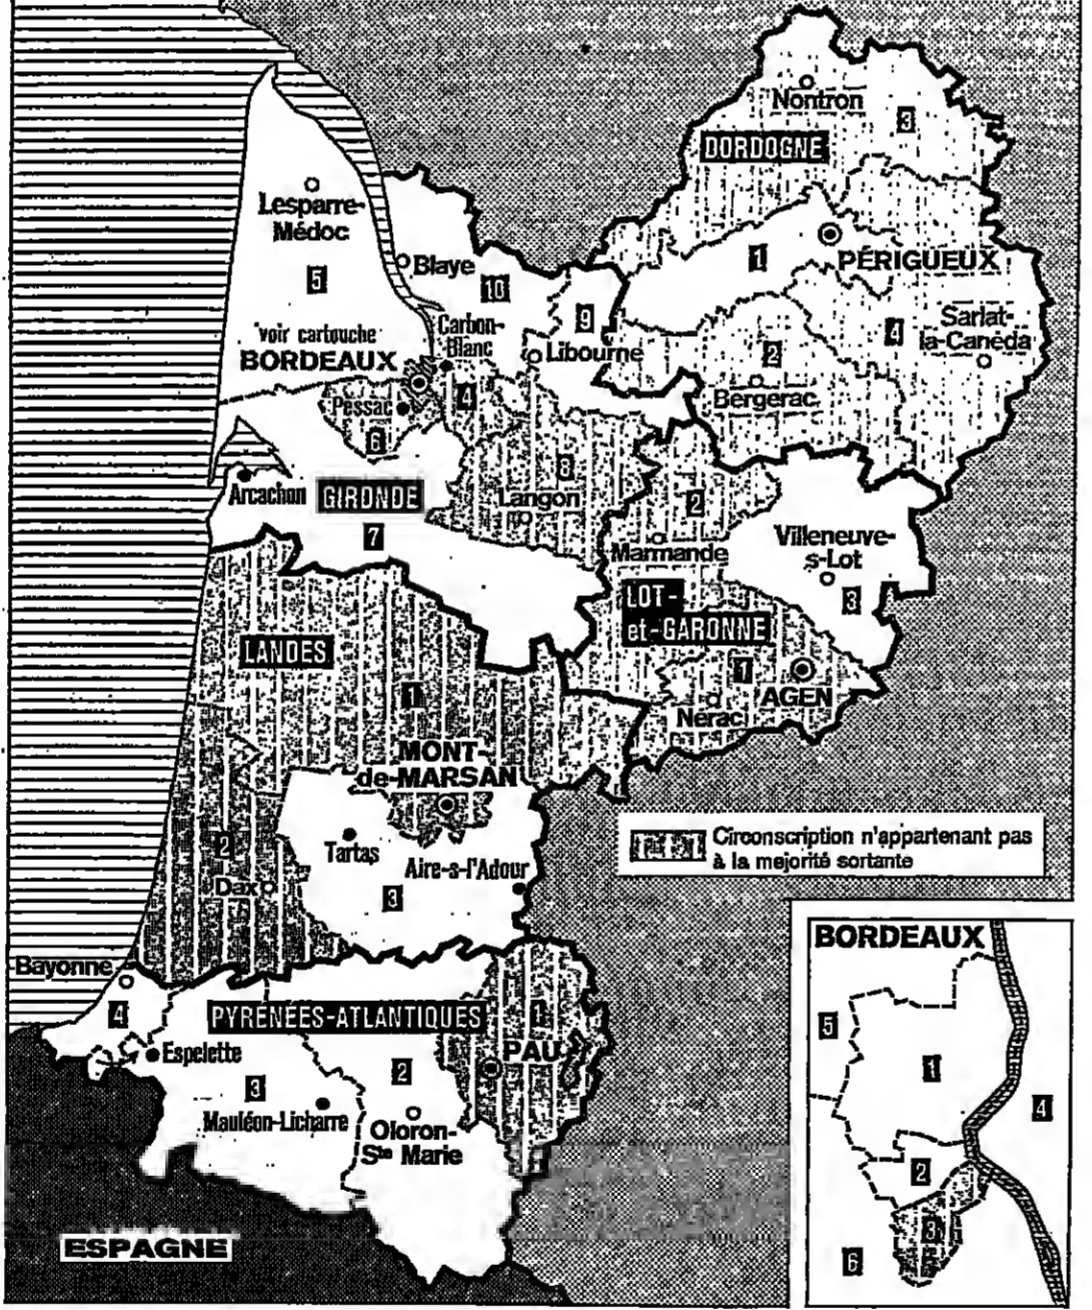 Nontron
3
DORDOGNE
1
PÉRIGUEUX
Sarlat-
la-Canéda
4
2
Bergerac
Lesparre-
Médoc
5
Blaye
10
9
voir cartouche
BORDEAUX
Carbon-
Blanc
Libourne
4
Pessac
6
8
Langon
Arcachon
GIRONDE
7
2
Marmande
Villeneuve-
s-Lot
3
LOT-
et-GARONNE
1
AGEN
Nerac
LANDES
1
MONT-
de-MARSAN
2
Tartas
Aire-s-l'Adour
Dax
3
Circonscription n'appartenant pas
à la mejorité sortante
Bayonne
4
PYRENEES-ATLANTIQUES
1
PAU
Espelette
3
2
Mauléon-Licharre
Oloron-
Ste Marie
ESPAGNE
BORDEAUX
5
1
4
2
3
6